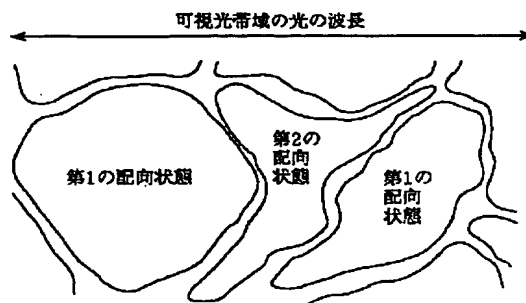 可視光帯域の光の波長
第1の配向状態
第2の
配向
状態
第1の
配向
状態